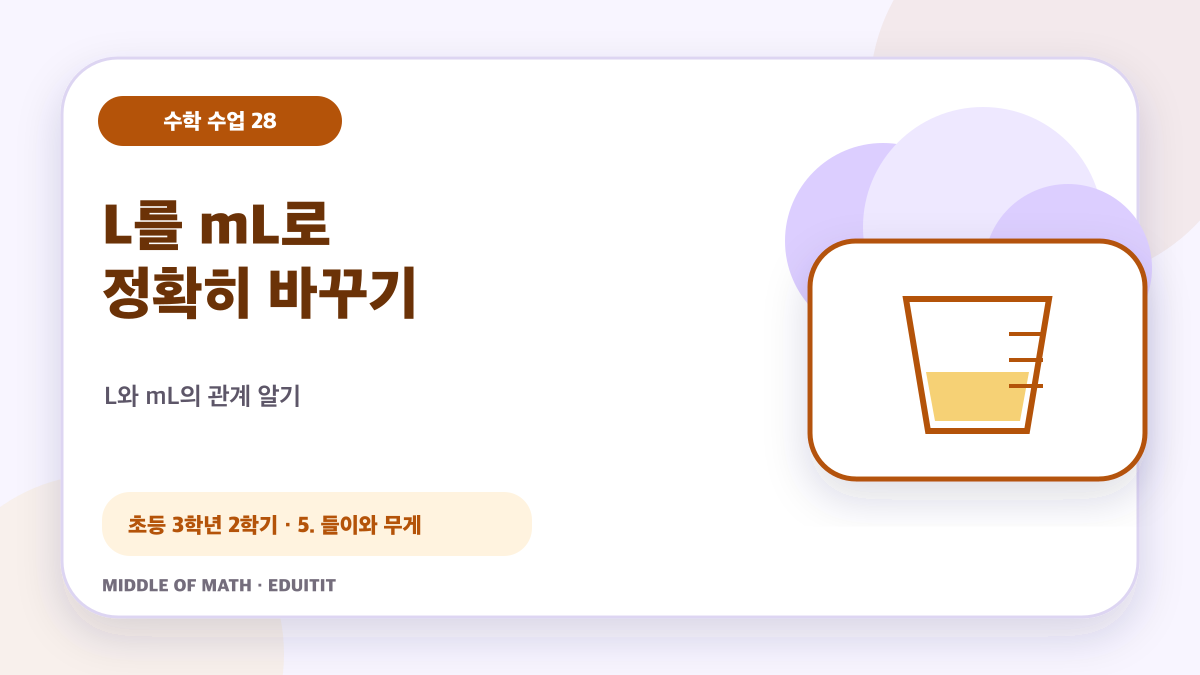 수학 수업 28
L를 mL로
정확히 바꾸기
L와 mL의 관계 알기
초등 3학년 2학기 · 5. 들이와 무게
MIDDLE OF MATH · EDUITIT